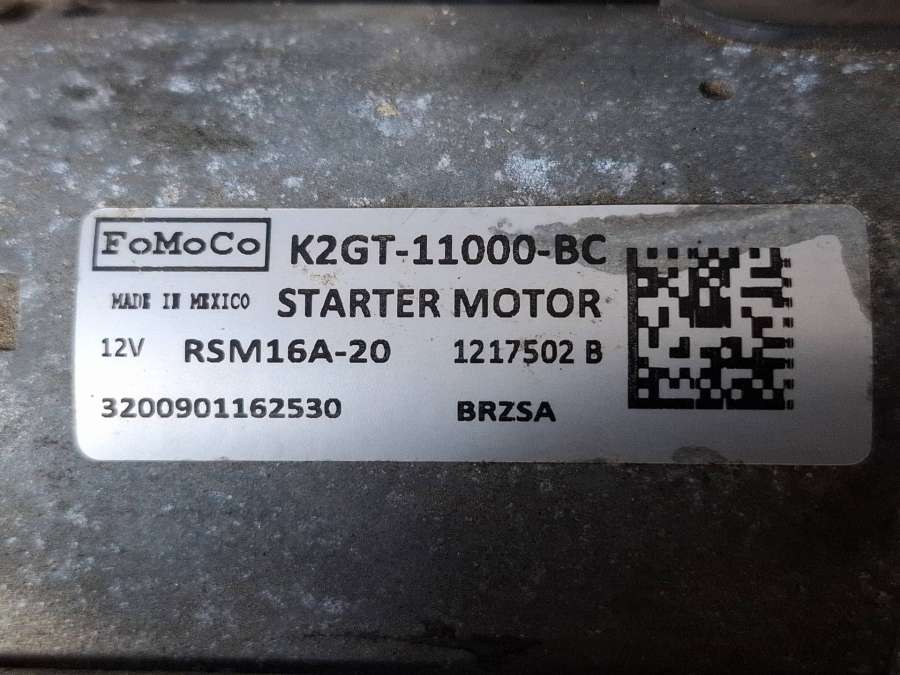 FoMoCo K2GT-11000-BC
MADE IN MEXICO STARTER MOTOR
12V RSM16A-20 1217502 B
3200901162530 BRZSA